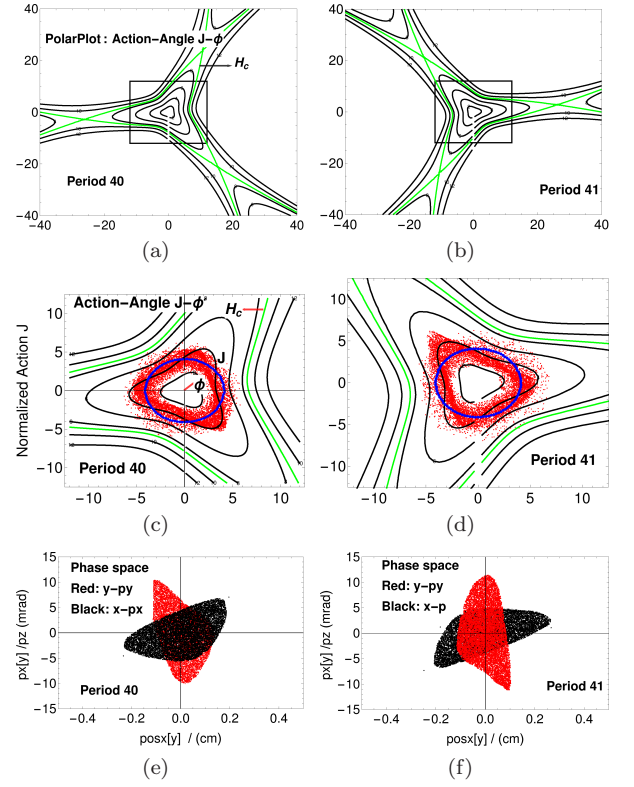 40
20
0
−20
−40
PolarPlot: Action−Angle J−ϕ
H_c
Period 40
−40 −20 0 20 40
(a)
40
20
0
−20
−40
Period 41
−40 −20 0 20 40
(b)
Normalized Action J
10
5
0
−5
−10
Action−Angle J−ϕ
H_c
J
ϕ
Period 40
−10 −5 0 5 10
(c)
10
5
0
−5
−10
Period 41
−10 −5 0 5 10
(d)
px[y] /pz (mrad)
15
10
5
0
−5
−10
−15
Phase space
Red: y−py
Black: x−px
Period 40
−0.4 −0.2 0.0 0.2 0.4
posx[y] / (cm)
(e)
px[y] /pz (mrad)
15
10
5
0
−5
−10
15
Phase space
Red: y−py
Black: x−p
Period 41
−0.4 −0.2 0.0 0.2 0.4
posx[y] / (cm)
(f)